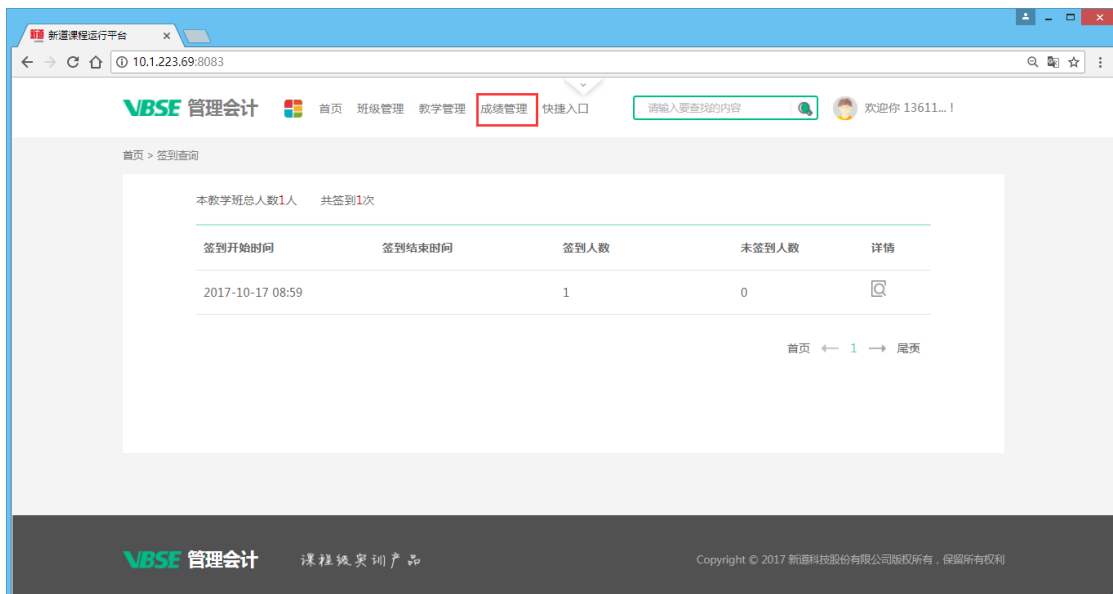 新道课程运行平台
10.1.223.69:8083
VBSE 管理会计 首页 班级管理 教学管理 成绩管理 快捷入口 请输入要查找的内容 欢迎你 13611... !
首页 > 签到查询
本教学班总人数1人 共签到1次
签到开始时间 签到结束时间 签到人数 未签到人数 详情
2017-10-17 08:59 1 0
首页 1 尾页
VBSE 管理会计 课程级实训产品 Copyright © 2017 新道科技股份有限公司版权所有，保留所有权利